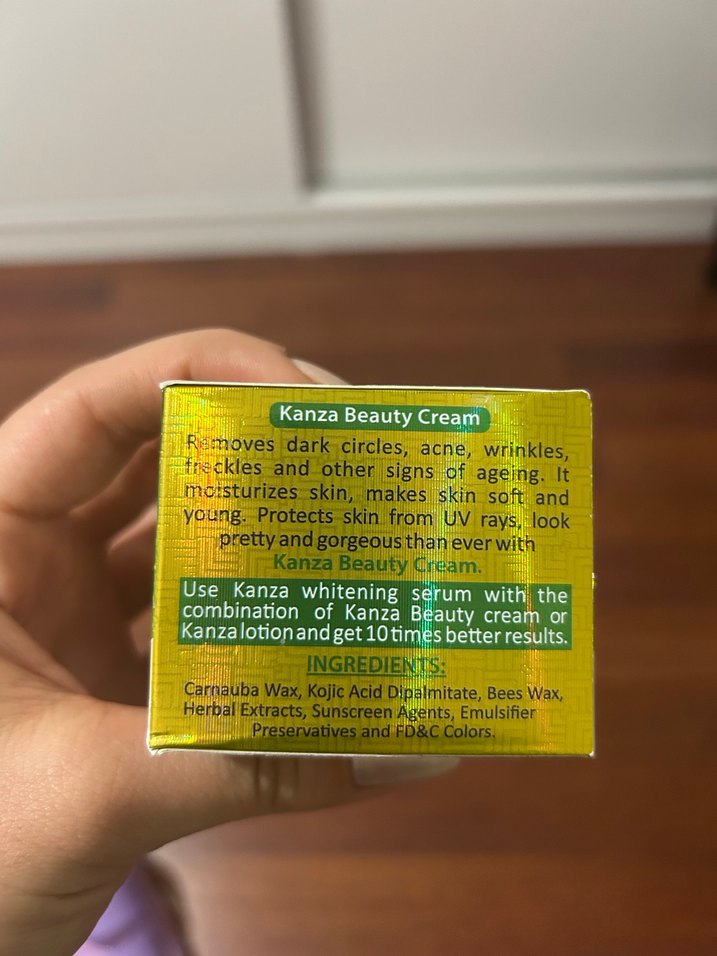 Kanza Beauty Cream
Removes dark circles, acne, wrinkles,
freckles and other signs of ageing. It
moisturizes skin, makes skin soft and
young. Protects skin from UV rays, look
pretty and gorgeous than ever with
Kanza Beauty Cream.
Use Kanza whitening serum with the
combination of Kanza Beauty cream or
Kanza lotion and get 10 times better results.
INGREDIENTS:
Carnauba Wax, Kojic Acid Dipalmitate, Bees Wax,
Herbal Extracts, Sunscreen Agents, Emulsifier
Preservatives and FD&C Colors.